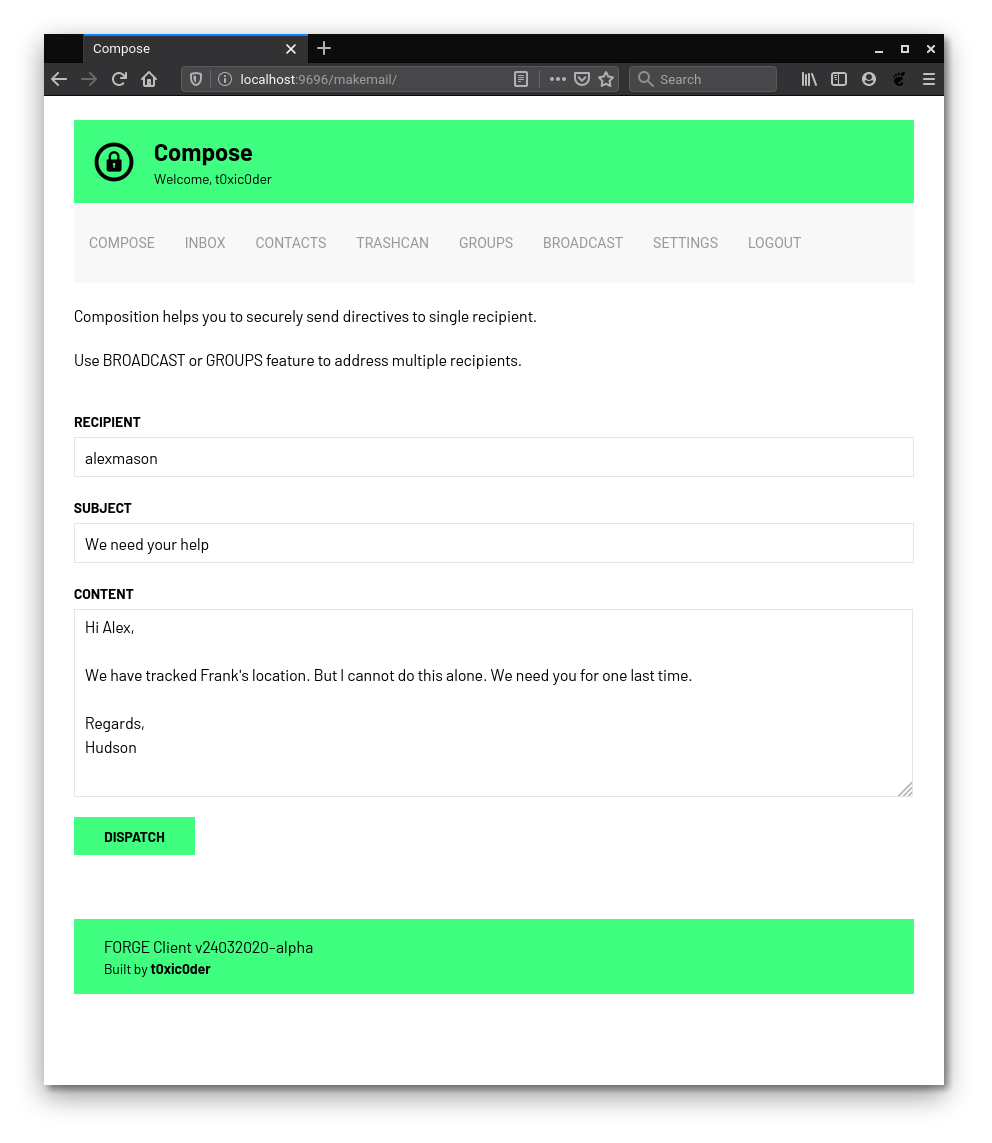 Compose
localhost:9696/makemail/
Search
Compose
Welcome, t0xic0der
COMPOSE INBOX CONTACTS TRASHCAN GROUPS BROADCAST SETTINGS LOGOUT
Composition helps you to securely send directives to single recipient.
Use BROADCAST or GROUPS feature to address multiple recipients.
RECIPIENT
alexmason
SUBJECT
We need your help
CONTENT
Hi Alex,
We have tracked Frank's location. But I cannot do this alone. We need you for one last time.
Regards,
Hudson
DISPATCH
FORGE Client v24032020-alpha
Built by t0xic0der